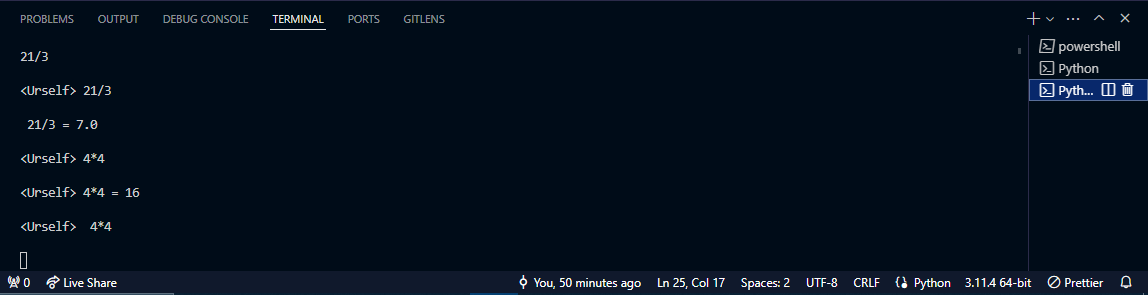 PROBLEMS OUTPUT DEBUG CONSOLE TERMINAL PORTS GITLENS
21/3
<Urself> 21/3
21/3 = 7.0
<Urself> 4*4
<Urself> 4*4 = 16
<Urself>  4*4
powershell
Python
Pyth...
0 Live Share You, 50 minutes ago Ln 25, Col 17 Spaces: 2 UTF-8 CRLF Python 3.11.4 64-bit Prettier